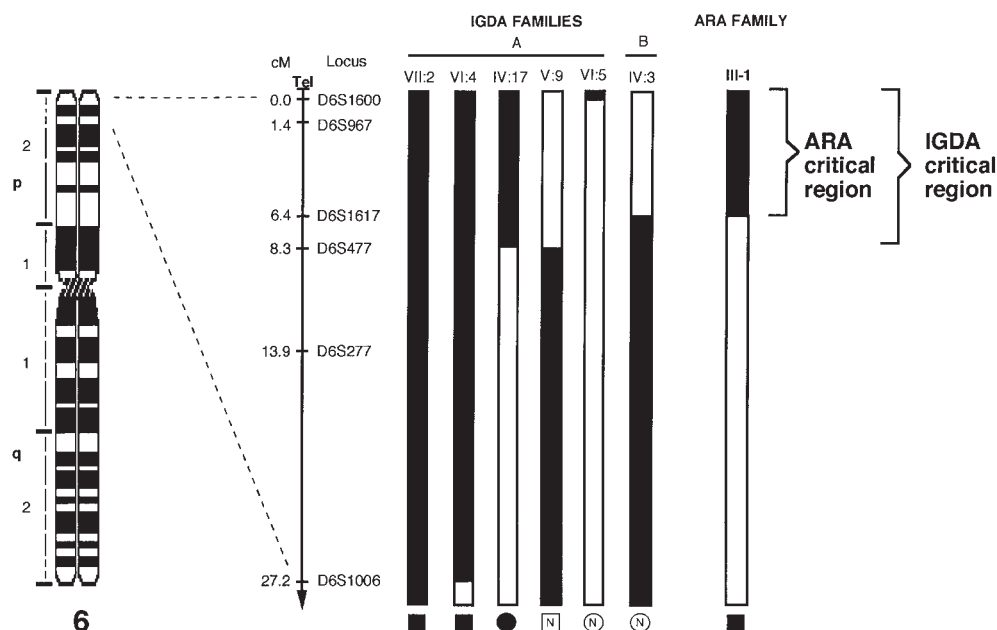 IGDA FAMILIES
ARA FAMILY
A
B
cM
Locus
Tel
VII:2
VI:4
IV:17
V:9
VI:5
IV:3
III-1
0.0
D6S1600
1.4
D6S967
6.4
D6S1617
8.3
D6S477
13.9
D6S277
27.2
D6S1006
ARA
critical
region
IGDA
critical
region
2
p
1
1
q
2
6
N
N
N